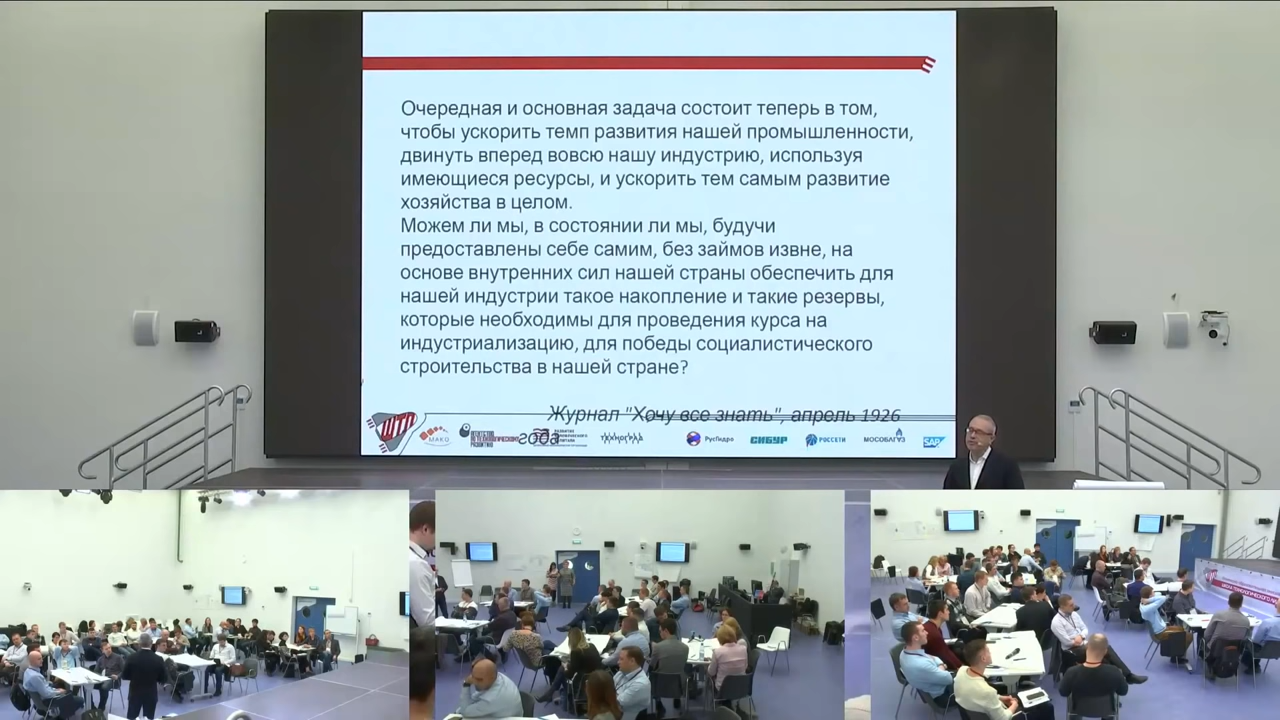 Очередная и основная задача состоит теперь в том,
чтобы ускорить темп развития нашей промышленности,
двинуть вперед вовсю нашу индустрию, используя
имеющиеся ресурсы, и ускорить тем самым развитие
хозяйства в целом.
Можем ли мы, в состоянии ли мы, будучи
предоставлены себе самим, без займов извне, на
основе внутренних сил нашей страны обеспечить для
нашей индустрии такое накопление и такие резервы,
которые необходимы для проведения курса на
индустриализацию, для победы социалистического
строительства в нашей стране?
Журнал "Хочу все знать", апрель 1926
года
ШТП
МАКО
РусГидро
СИБУР
РОССЕТИ
МОСОБЛГАЗ
SAP